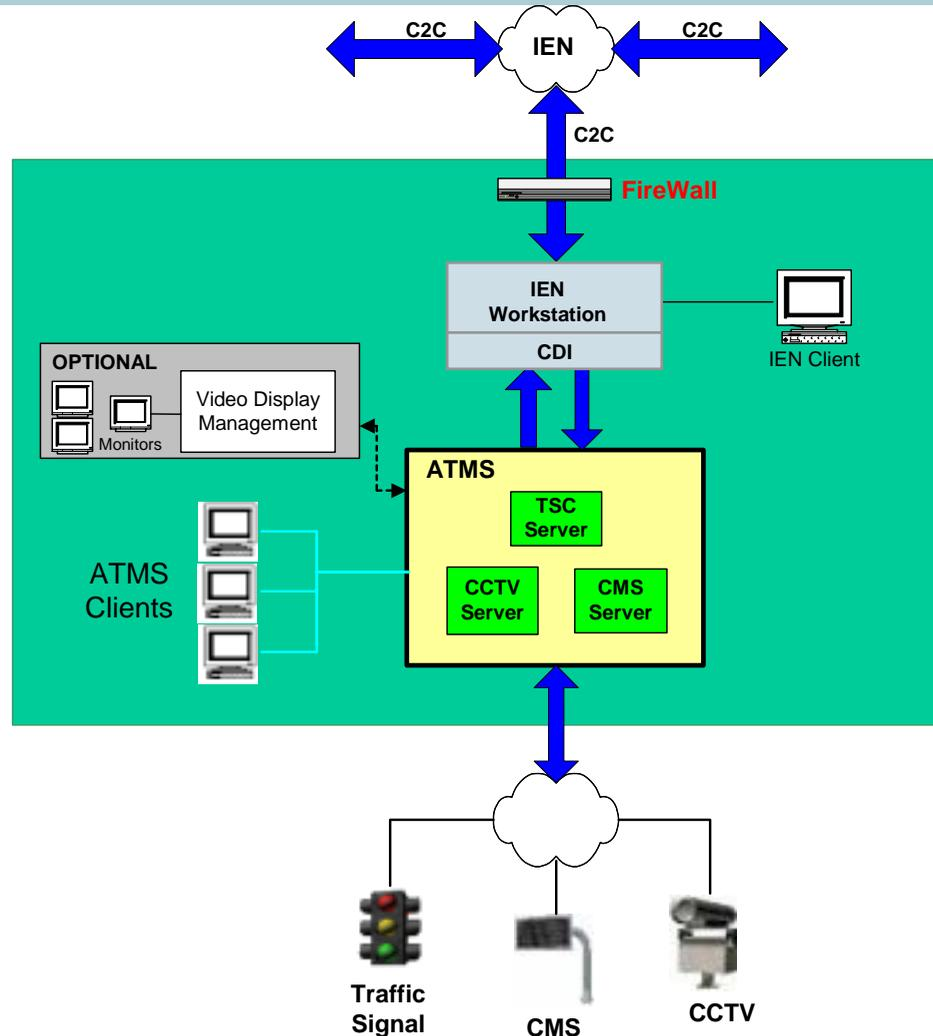 C2C
IEN
C2C
C2C
FireWall
IEN
Workstation
CDI
IEN Client
OPTIONAL
Video Display
Management
Monitors
ATMS
TSC
Server
CCTV
Server
CMS
Server
ATMS
Clients
Traffic
Signal
CMS
CCTV